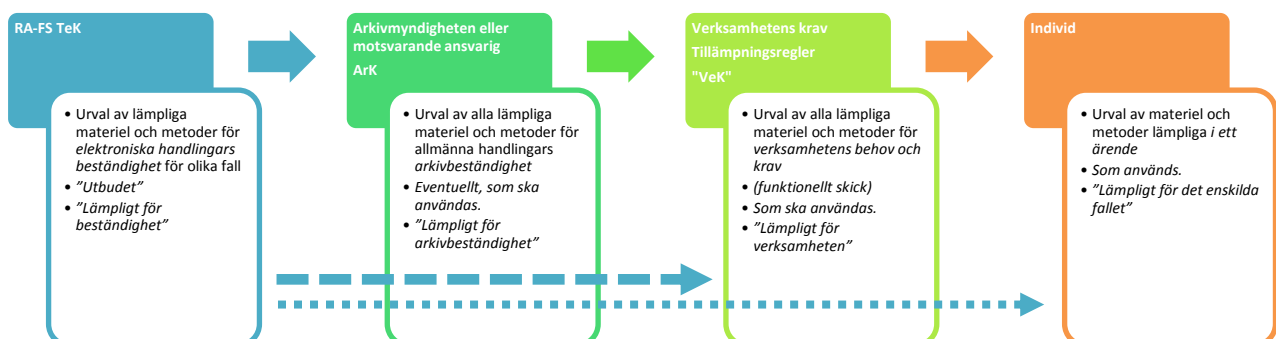 RA-FS TeK
• Urval av lämpliga
materiel och metoder för
elektroniska handlingars
beständighet för olika fall
• ”Utbudet”
• ”Lämpligt för
beständighet”
Arkivmyndigheten eller
motsvarande ansvarig
ArK
• Urval av alla lämpliga
materiel och metoder för
allmänna handlingars
arkivbeständighet
• Eventuellt, som ska
användas.
• ”Lämpligt för
arkivbeständighet”
Verksamhetens krav
Tillämpningsregler
"VeK"
• Urval av alla lämpliga
materiel och metoder för
verksamhetens behov och
krav
• (funktionellt skick)
• Som ska användas.
• ”Lämpligt för
verksamheten”
Individ
• Urval av materiel och
metoder lämpliga i ett
ärende
• Som används.
• ”Lämpligt för det enskilda
fallet”